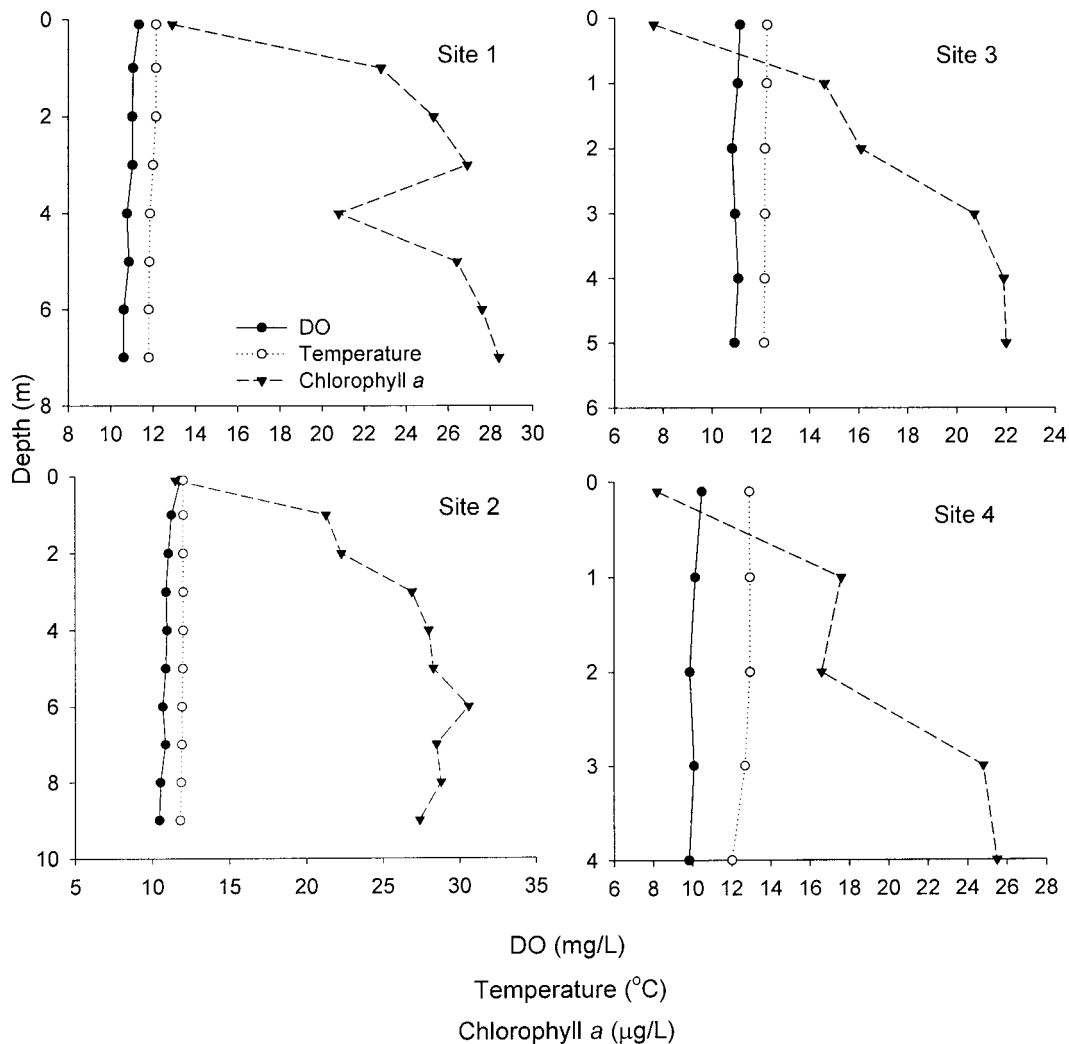 Site 1
0
2
4
6
8
8 10 12 14 16 18 20 22 24 26 28 30
DO
Temperature
Chlorophyll a
Site 3
0
1
2
3
4
5
6
6 8 10 12 14 16 18 20 22 24
Depth (m)
Site 2
0
2
4
6
8
10
5 10 15 20 25 30 35
Site 4
0
1
2
3
4
6 8 10 12 14 16 18 20 22 24 26 28
DO (mg/L)
Temperature (°C)
Chlorophyll a (μg/L)